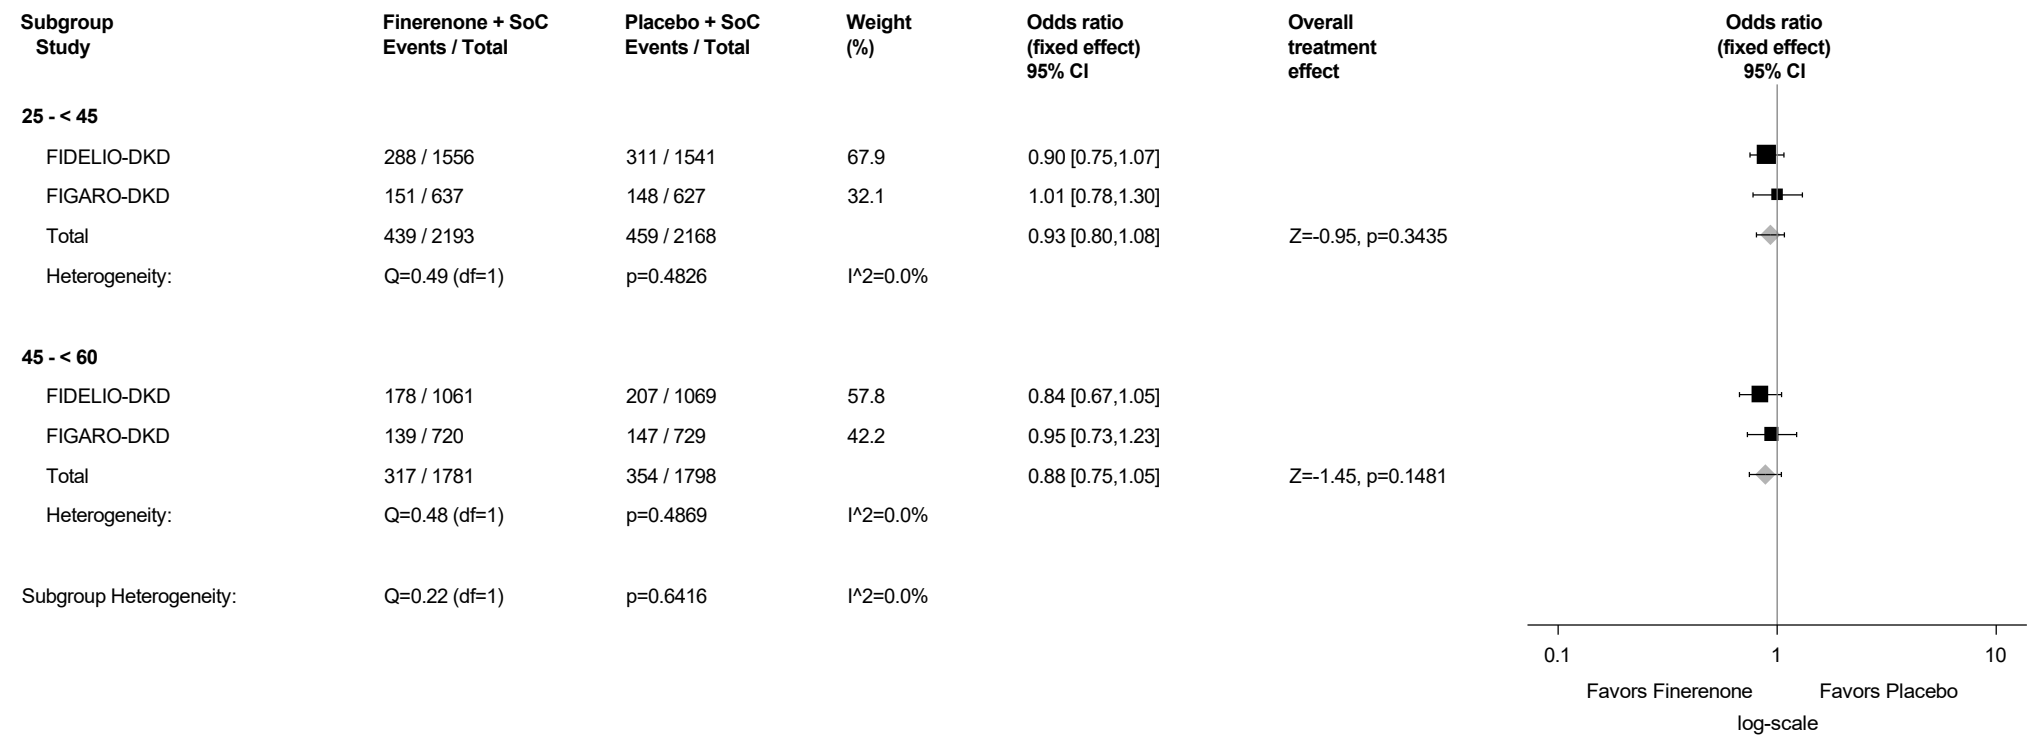 Subgroup Finerenone + SoC Placebo + SoC Weight Odds ratio Overall Odds ratio
Study Events / Total Events / Total (%) (fixed effect) treatment (fixed effect)
95% CI effect 95% CI
25 - < 45
FIDELIO-DKD 288 / 1556 311 / 1541 67.9 0.90 [0.75,1.07]
FIGARO-DKD 151 / 637 148 / 627 32.1 1.01 [0.78,1.30]
Total 439 / 2193 459 / 2168 0.93 [0.80,1.08] Z=-0.95, p=0.3435
Heterogeneity: Q=0.49 (df=1) p=0.4826 I^2=0.0%
45 - < 60
FIDELIO-DKD 178 / 1061 207 / 1069 57.8 0.84 [0.67,1.05]
FIGARO-DKD 139 / 720 147 / 729 42.2 0.95 [0.73,1.23]
Total 317 / 1781 354 / 1798 0.88 [0.75,1.05] Z=-1.45, p=0.1481
Heterogeneity: Q=0.48 (df=1) p=0.4869 I^2=0.0%
Subgroup Heterogeneity: Q=0.22 (df=1) p=0.6416 I^2=0.0%
0.1 1 10
Favors Finerenone Favors Placebo
log-scale